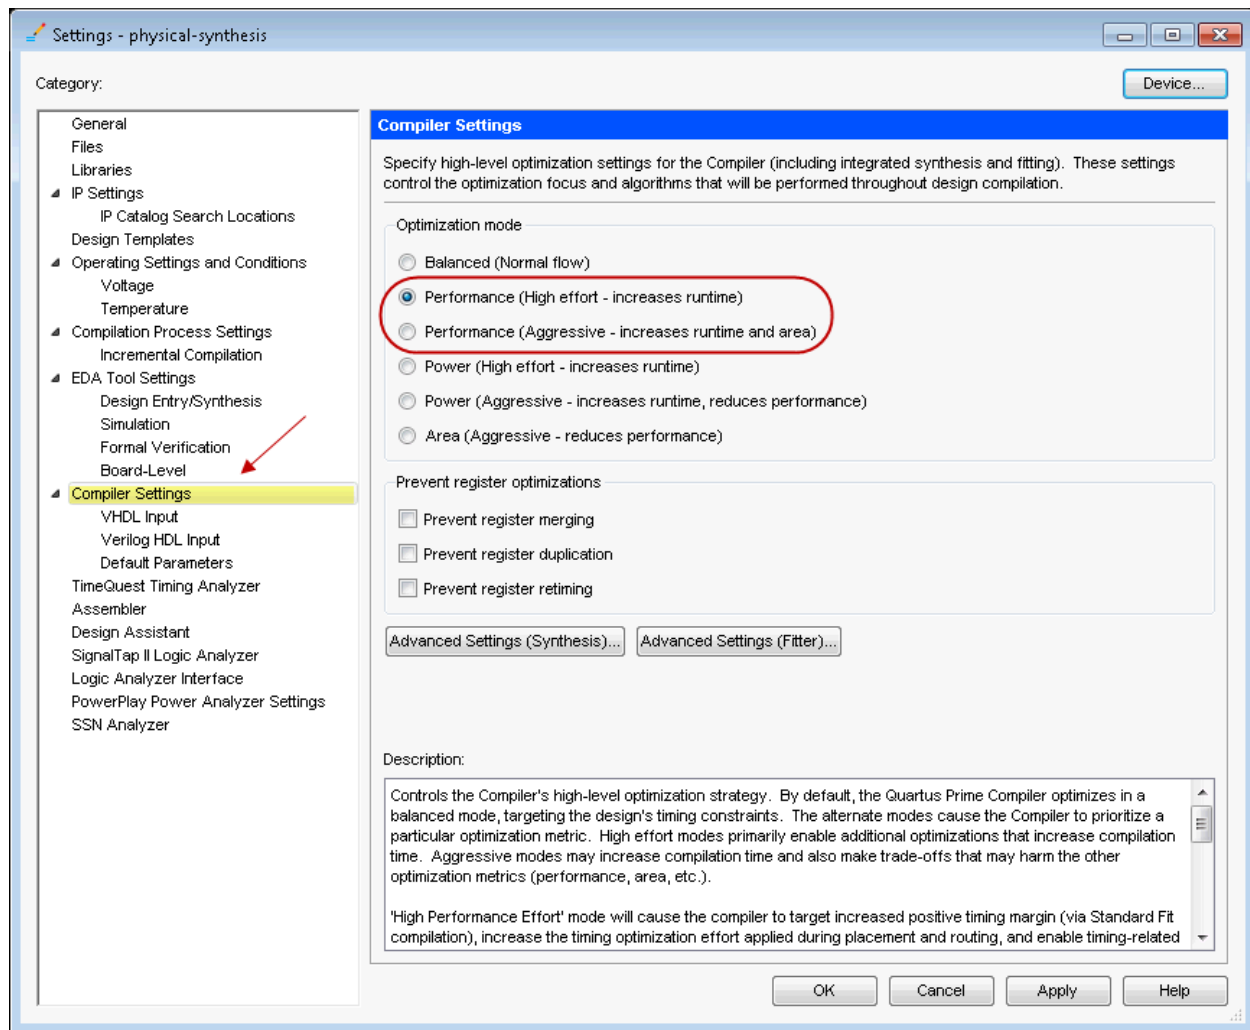 Settings - physical-synthesis
Category:
Device...
General
Files
Libraries
IP Settings
IP Catalog Search Locations
Design Templates
Operating Settings and Conditions
Voltage
Temperature
Compilation Process Settings
Incremental Compilation
EDA Tool Settings
Design Entry/Synthesis
Simulation
Formal Verification
Board-Level
Compiler Settings
VHDL Input
Verilog HDL Input
Default Parameters
TimeQuest Timing Analyzer
Assembler
Design Assistant
SignalTap II Logic Analyzer
Logic Analyzer Interface
PowerPlay Power Analyzer Settings
SSN Analyzer
Compiler Settings
Specify high-level optimization settings for the Compiler (including integrated synthesis and fitting). These settings
control the optimization focus and algorithms that will be performed throughout design compilation.
Optimization mode
Balanced (Normal flow)
Performance (High effort - increases runtime)
Performance (Aggressive - increases runtime and area)
Power (High effort - increases runtime)
Power (Aggressive - increases runtime, reduces performance)
Area (Aggressive - reduces performance)
Prevent register optimizations
Prevent register merging
Prevent register duplication
Prevent register retiming
Advanced Settings (Synthesis)...
Advanced Settings (Fitter)...
Description:
Controls the Compiler's high-level optimization strategy. By default, the Quartus Prime Compiler optimizes in a
balanced mode, targeting the design's timing constraints. The alternate modes cause the Compiler to prioritize a
particular optimization metric. High effort modes primarily enable additional optimizations that increase compilation
time. Aggressive modes may increase compilation time and also make trade-offs that may harm the other
optimization metrics (performance, area, etc.).
'High Performance Effort' mode will cause the compiler to target increased positive timing margin (via Standard Fit
compilation), increase the timing optimization effort applied during placement and routing, and enable timing-related
OK
Cancel
Apply
Help